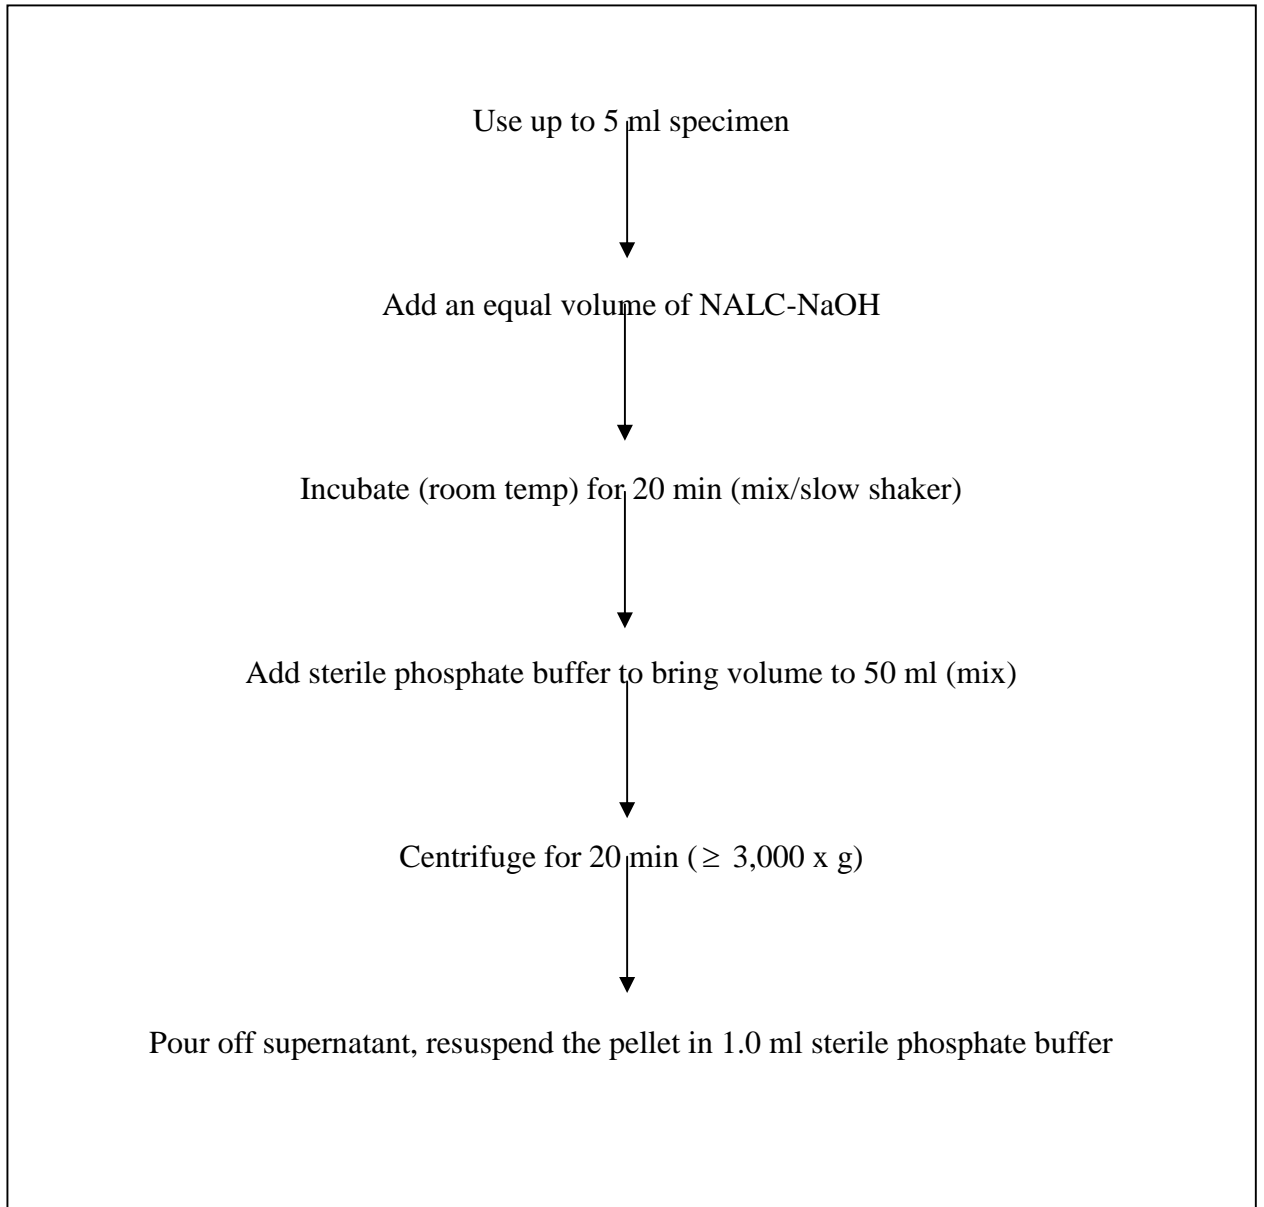 Use up to 5 ml specimen
Add an equal volume of NALC-NaOH
Incubate (room temp) for 20 min (mix/slow shaker)
Add sterile phosphate buffer to bring volume to 50 ml (mix)
Centrifuge for 20 min (≥ 3,000 x g)
Pour off supernatant, resuspend the pellet in 1.0 ml sterile phosphate buffer